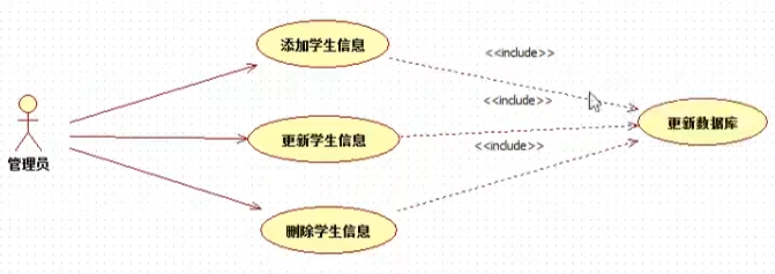 添加学生信息
<<include>>
<<include>>
更新数据库
更新学生信息
<<include>>
管理员
删除学生信息